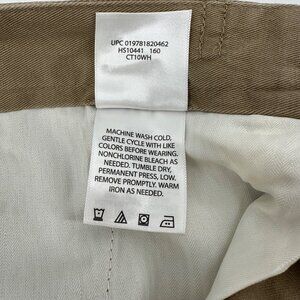 UPC 019781820462
HS10441 160
CT10WH
MACHINE WASH COLD,
GENTLE CYCLE WITH LIKE
COLORS BEFORE WEARING.
NONCHLORINE BLEACH AS
NEEDED. TUMBLE DRY,
PERMANENT PRESS, LOW.
REMOVE PROMPTLY. WARM
IRON AS NEEDED.